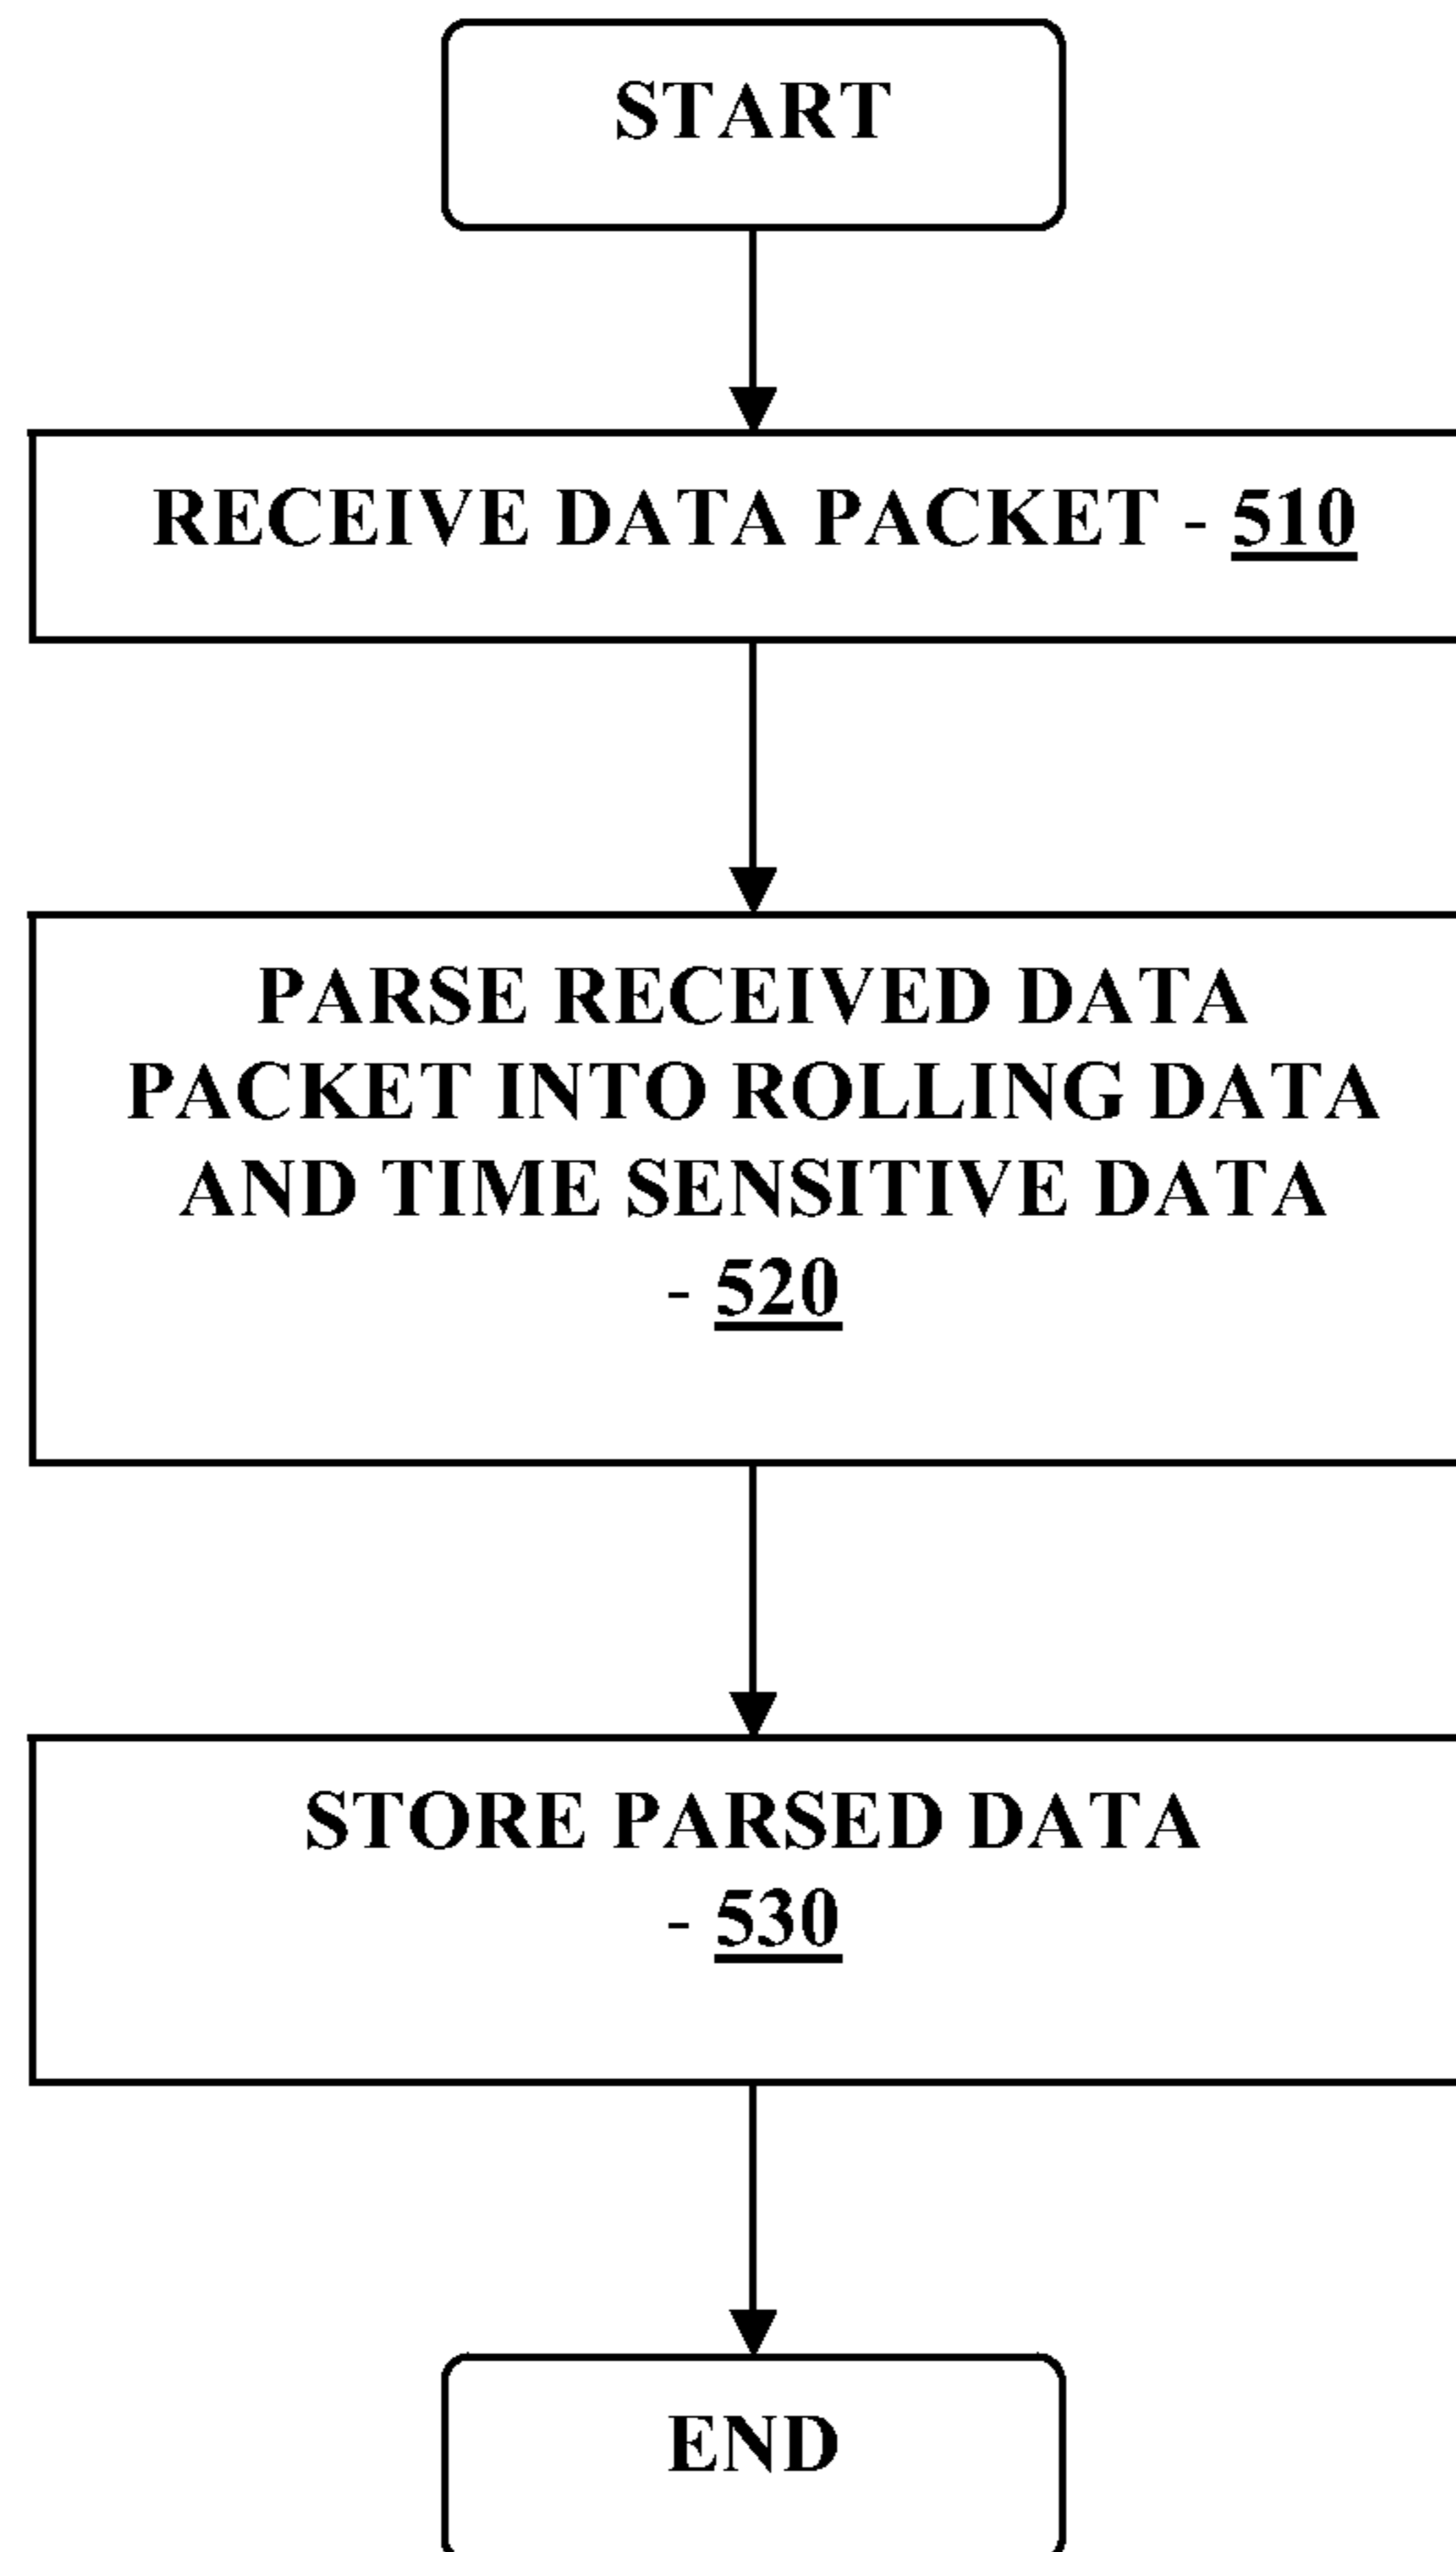 START
RECEIVE DATA PACKET - 510
PARSE RECEIVED DATA
PACKET INTO ROLLING DATA
AND TIME SENSITIVE DATA
- 520
STORE PARSED DATA
- 530
END